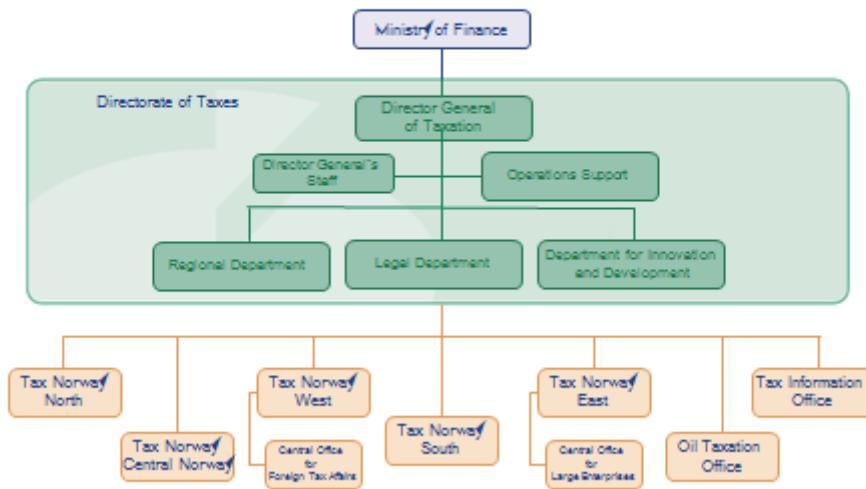 Ministry of Finance
Directorate of Taxes
Director General
of Taxation
Director General's
Staff
Operations Support
Regional Department
Legal Department
Department for Innovation
and Development
Tax Norway
North
Tax Norway
Central Norway
Tax Norway
West
Central Office
for
Foreign Tax Affairs
Tax Norway
South
Tax Norway
East
Central Office
for
Large Enterprises
Oil Taxation
Office
Tax Information
Office